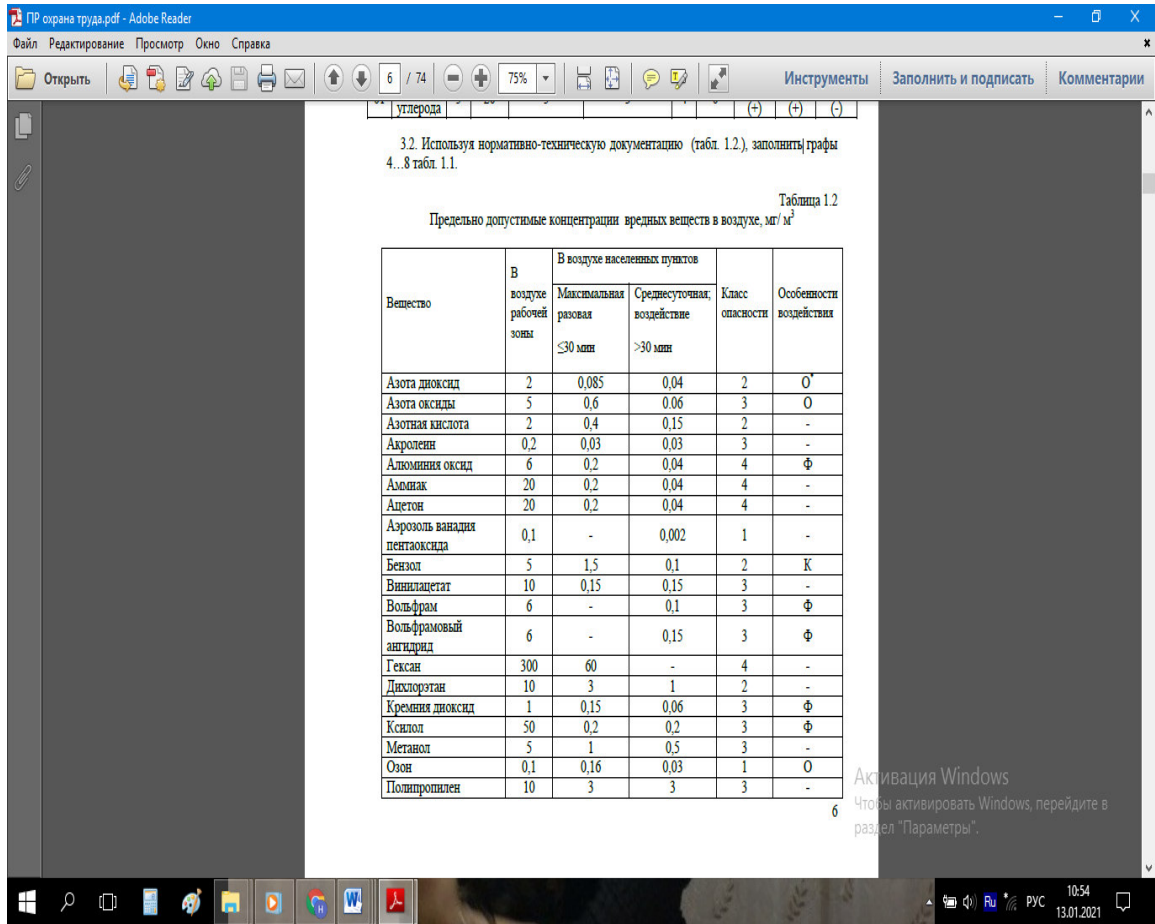 ПР охрана труда.pdf - Adobe Reader
Файл Редактирование Просмотр Окно Справка
Открыть 6 / 74 75% Инструменты Заполнить и подписать Комментарии
углерода (+) (+) (-)
3.2. Используя нормативно-техническую документацию (табл. 1.2.), заполнить графы
4…8 табл. 1.1.
Таблица 1.2
Предельно допустимые концентрации вредных веществ в воздухе, мг/ м3
Вещество
В воздухе рабочей зоны
В воздухе населенных пунктов
Максимальная разовая ≤30 мин
Среднесуточная; воздействие >30 мин
Класс опасности
Особенности воздействия
Азота диоксид 2 0,085 0,04 2 О*
Азота оксиды 5 0,6 0.06 3 О
Азотная кислота 2 0,4 0,15 2 -
Акролеин 0,2 0,03 0,03 3 -
Алюминия оксид 6 0,2 0,04 4 Ф
Аммиак 20 0,2 0,04 4 -
Ацетон 20 0,2 0,04 4 -
Аэрозоль ванадия
пентаоксида 0,1 - 0,002 1 -
Бензол 5 1,5 0,1 2 К
Винилацетат 10 0,15 0,15 3 -
Вольфрам 6 - 0,1 3 Ф
Вольфрамовый
ангидрид 6 - 0,15 3 Ф
Гексан 300 60 - 4 -
Дихлорэтан 10 3 1 2 -
Кремния диоксид 1 0,15 0,06 3 Ф
Ксилол 50 0,2 0,2 3 Ф
Метанол 5 1 0,5 3 -
Озон 0,1 0,16 0,03 1 О
Полипропилен 10 3 3 3 -
6
Активация Windows
Чтобы активировать Windows, перейдите в
раздел "Параметры".
Ru РУС 10:54
13.01.2021